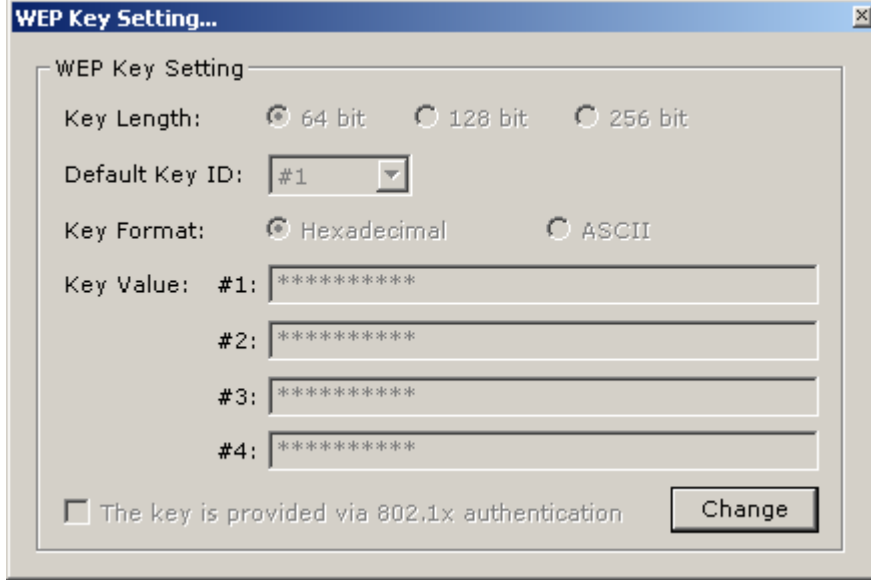 WEP Key Setting...
WEP Key Setting
Key Length: 64 bit 128 bit 256 bit
Default Key ID: #1
Key Format: Hexadecimal ASCII
Key Value: #1: **********
#2: **********
#3: **********
#4: **********
The key is provided via 802.1x authentication Change